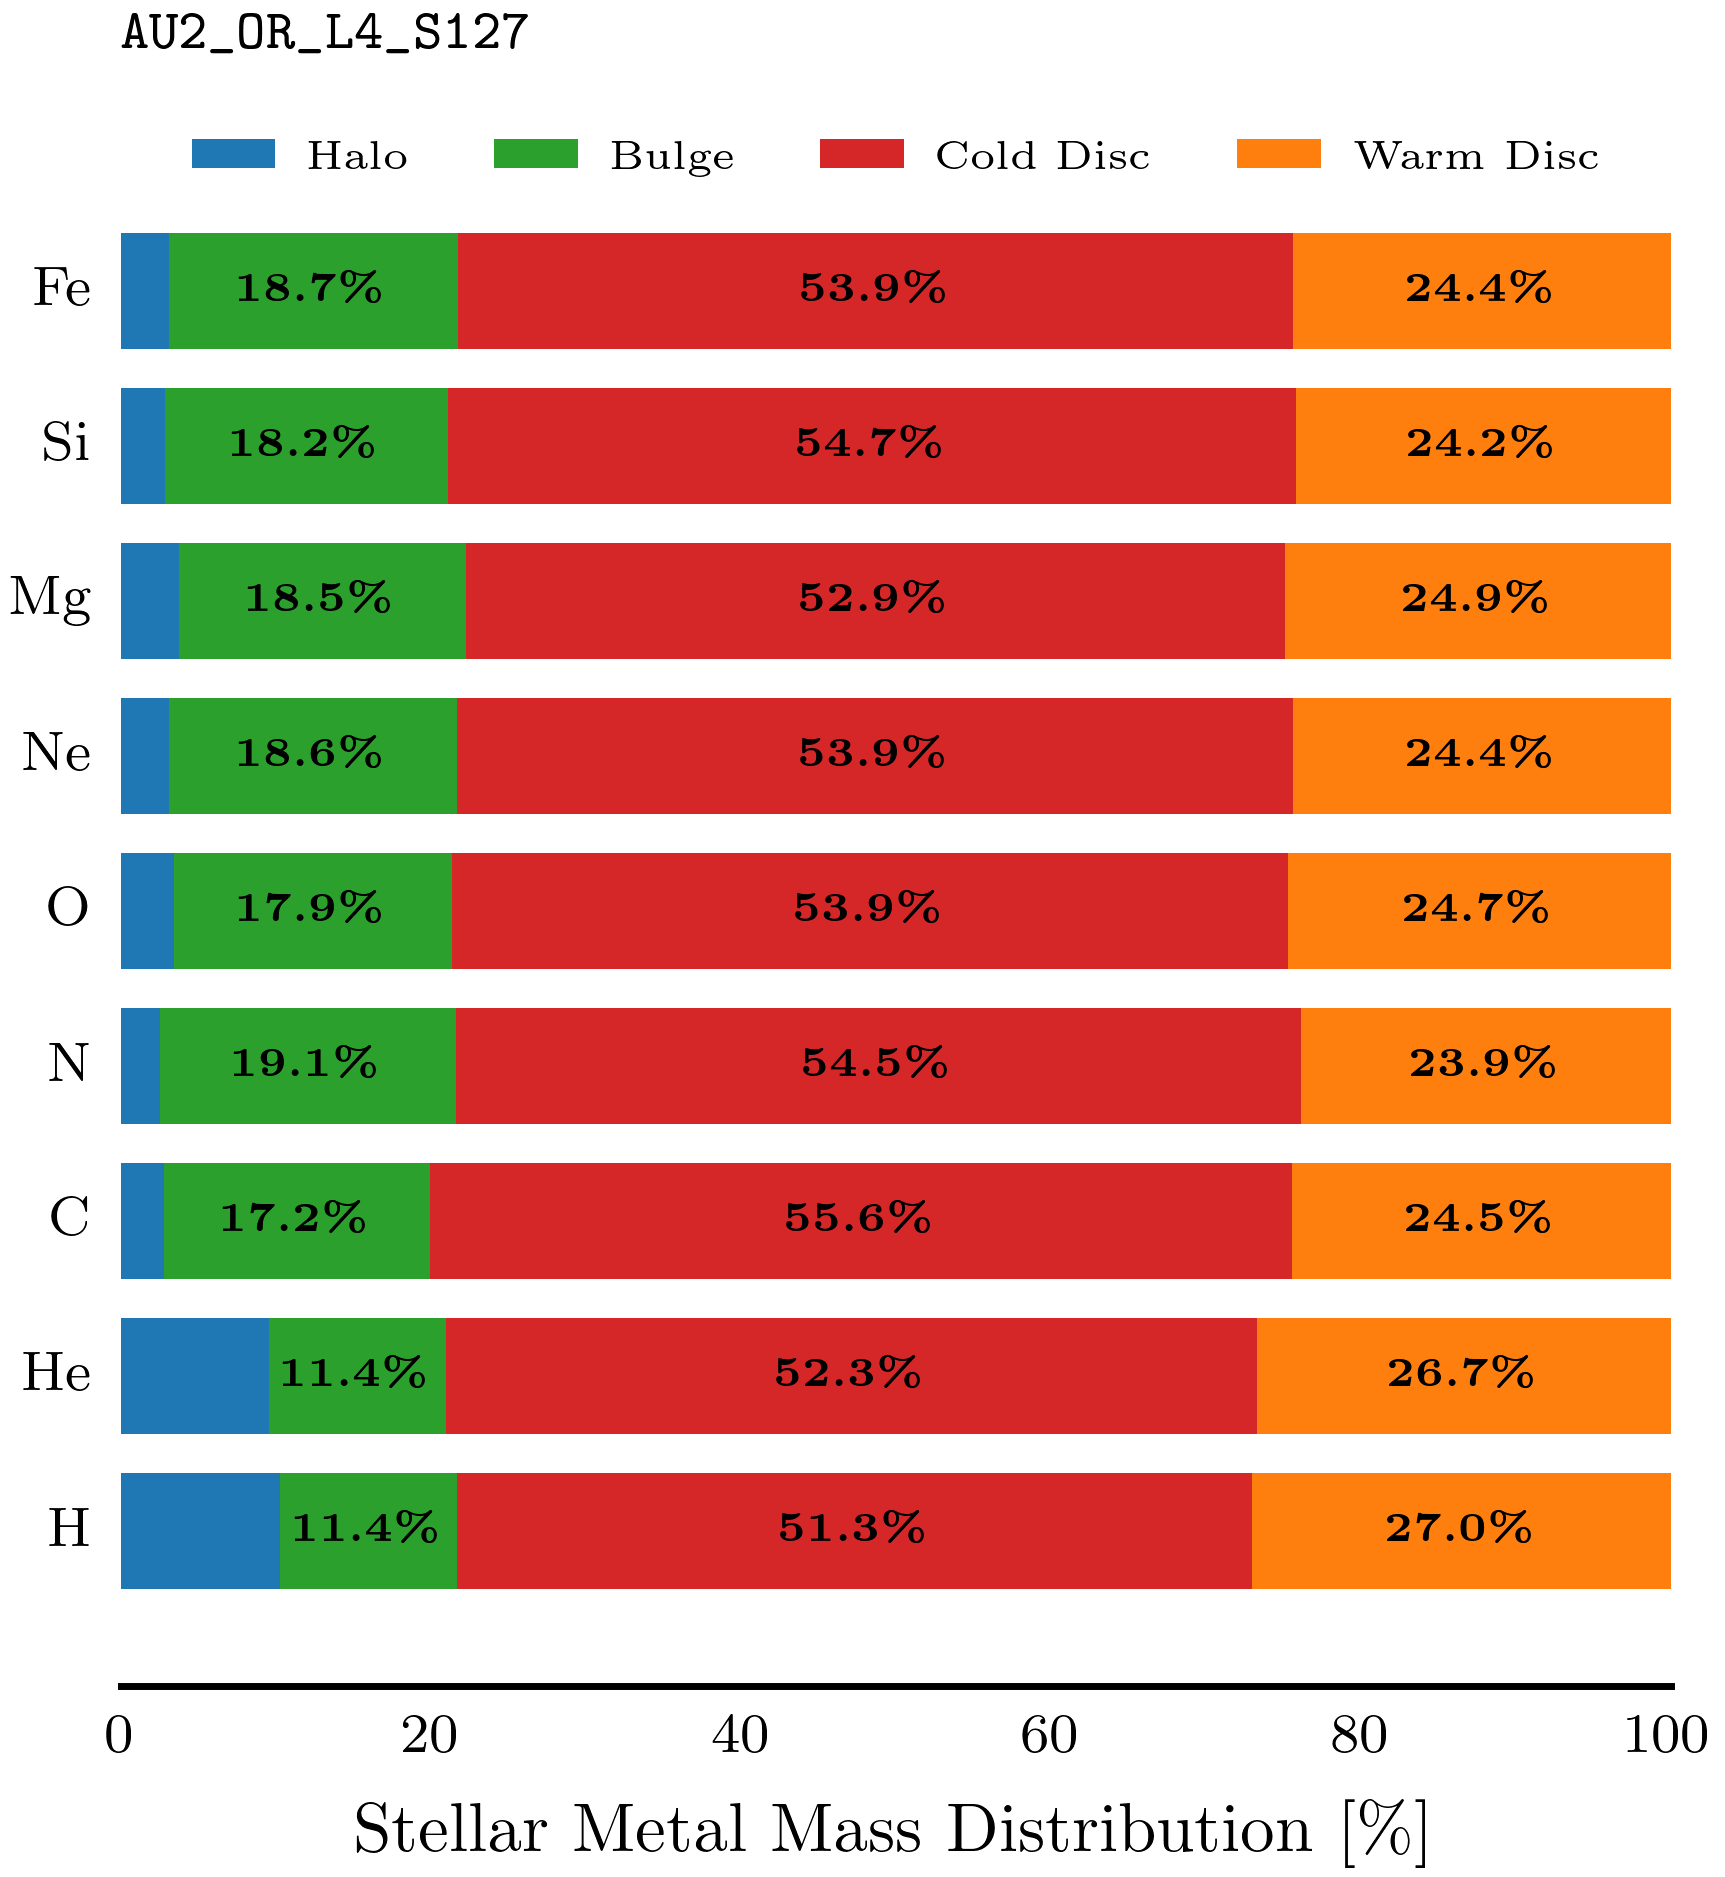 AU2_OR_L4_S127
Halo Bulge Cold Disc Warm Disc
Fe 18.7% 53.9% 24.4%
Si 18.2% 54.7% 24.2%
Mg 18.5% 52.9% 24.9%
Ne 18.6% 53.9% 24.4%
O 17.9% 53.9% 24.7%
N 19.1% 54.5% 23.9%
C 17.2% 55.6% 24.5%
He 11.4% 52.3% 26.7%
H 11.4% 51.3% 27.0%
0 20 40 60 80 100
Stellar Metal Mass Distribution [%]